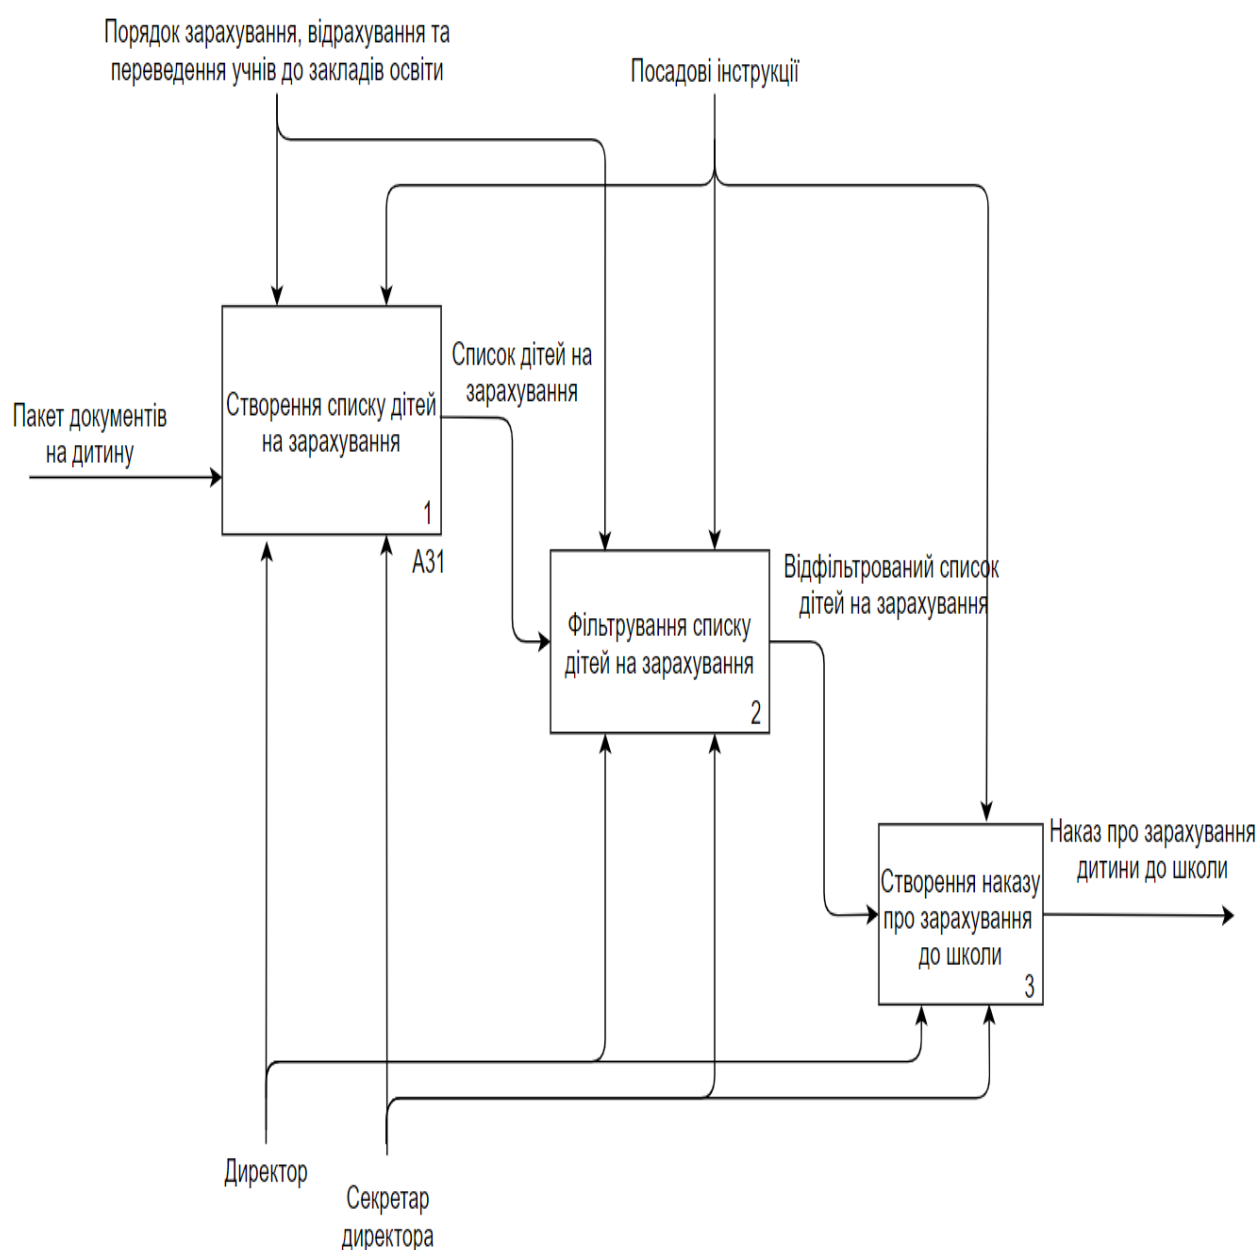 Порядок зарахування, відрахування та
переведення учнів до закладів освіти
Посадові інструкції
Список дітей на
зарахування
Створення списку дітей
на зарахування
1
А31
Пакет документів
на дитину
Відфільтрований список
дітей на зарахування
Фільтрування списку
дітей на зарахування
2
Наказ про зарахування
дитини до школи
Створення наказу
про зарахування
до школи
3
Директор
Секретар
директора